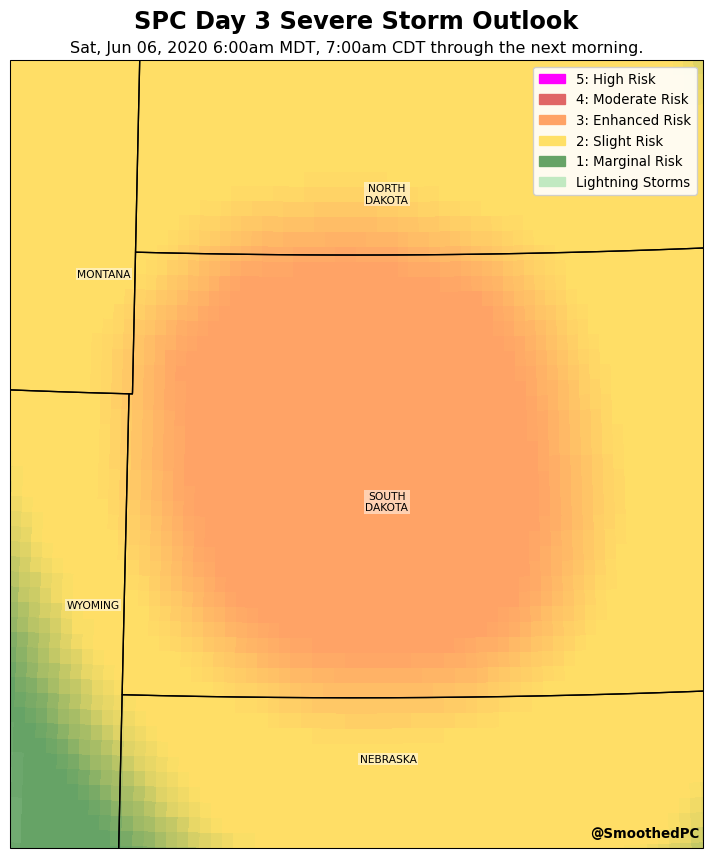 SPC Day 3 Severe Storm Outlook
Sat, Jun 06, 2020 6:00am MDT, 7:00am CDT through the next morning.
5: High Risk
4: Moderate Risk
3: Enhanced Risk
2: Slight Risk
1: Marginal Risk
Lightning Storms
NORTH
DAKOTA
MONTANA
SOUTH
DAKOTA
WYOMING
NEBRASKA
@SmoothedPC